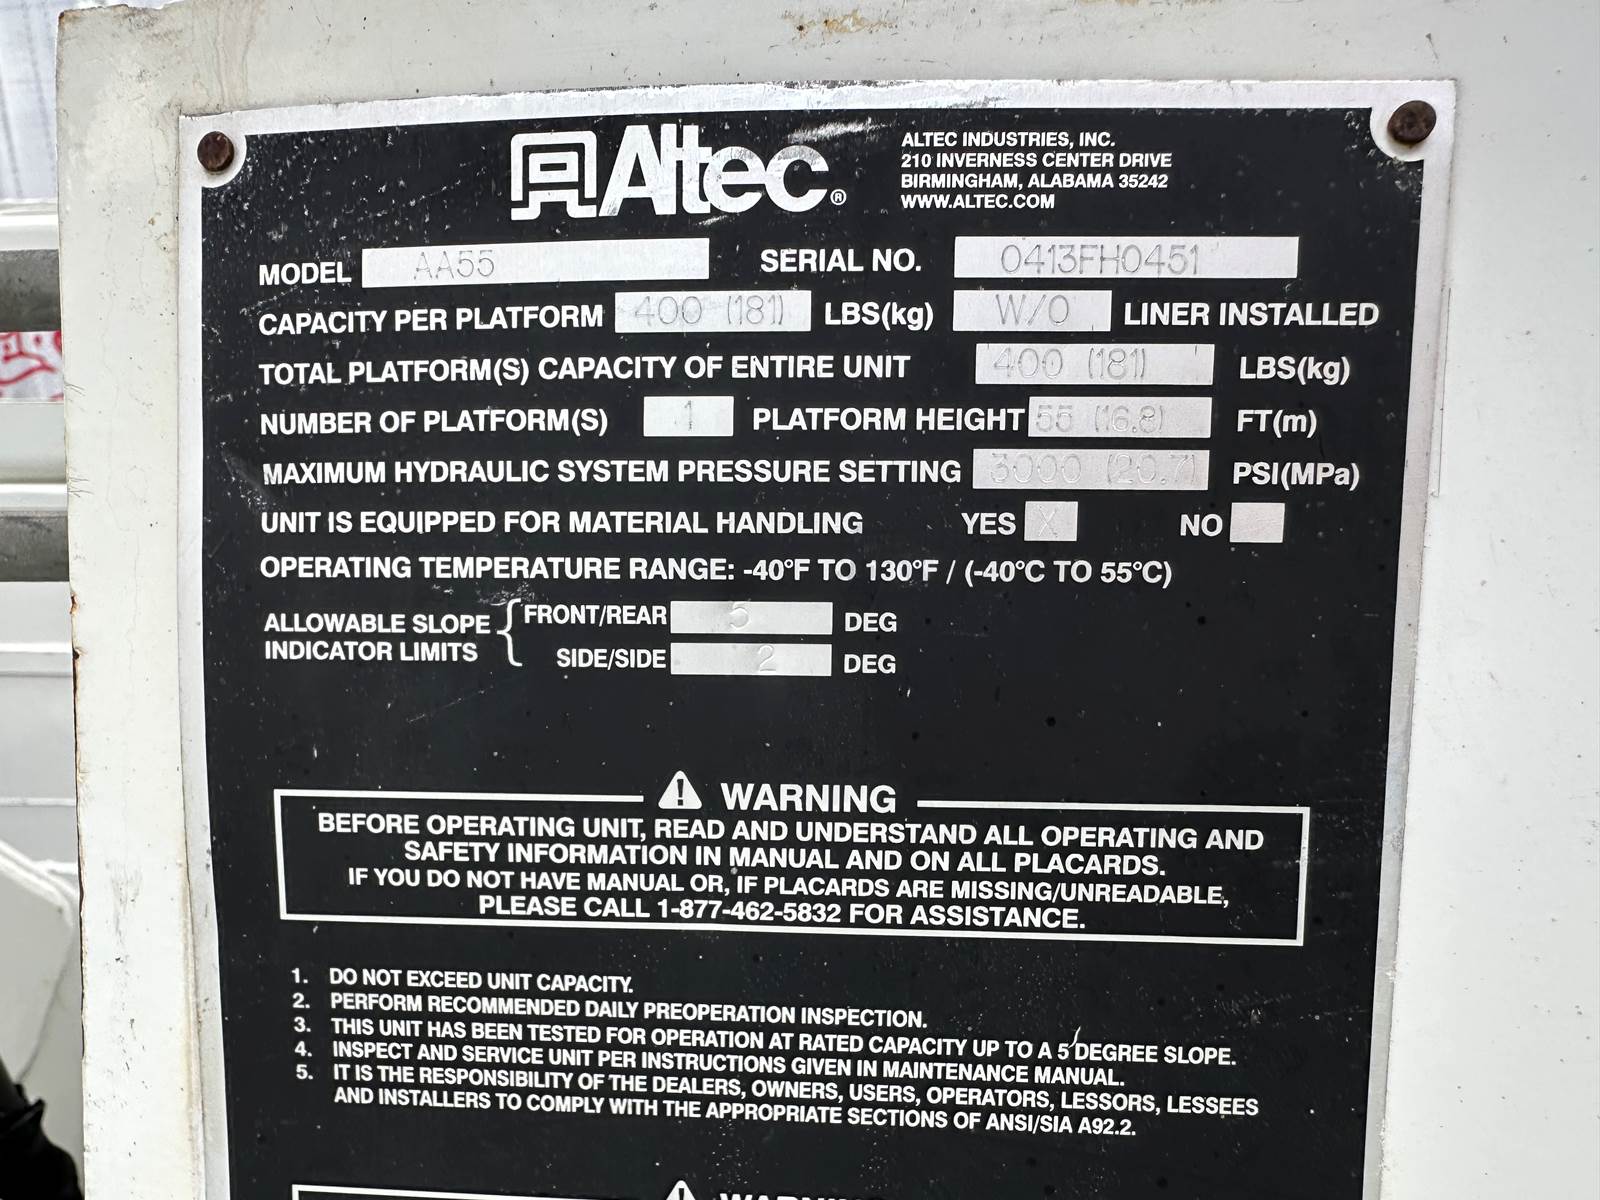 Altec®
ALTEC INDUSTRIES, INC.
210 INVERNESS CENTER DRIVE
BIRMINGHAM, ALABAMA 35242
WWW.ALTEC.COM
MODEL AA55 SERIAL NO. 0413FH0451
CAPACITY PER PLATFORM 400 (181) LBS(kg) W/O LINER INSTALLED
TOTAL PLATFORM(S) CAPACITY OF ENTIRE UNIT 400 (181) LBS(kg)
NUMBER OF PLATFORM(S) 1 PLATFORM HEIGHT 55 (16.8) FT(m)
MAXIMUM HYDRAULIC SYSTEM PRESSURE SETTING 3000 (20.7) PSI(MPa)
UNIT IS EQUIPPED FOR MATERIAL HANDLING YES X NO
OPERATING TEMPERATURE RANGE: -40°F TO 130°F / (-40°C TO 55°C)
ALLOWABLE SLOPE INDICATOR LIMITS { FRONT/REAR 5 DEG
SIDE/SIDE 2 DEG
WARNING
BEFORE OPERATING UNIT, READ AND UNDERSTAND ALL OPERATING AND
SAFETY INFORMATION IN MANUAL AND ON ALL PLACARDS.
IF YOU DO NOT HAVE MANUAL OR, IF PLACARDS ARE MISSING/UNREADABLE,
PLEASE CALL 1-877-462-5832 FOR ASSISTANCE.
1. DO NOT EXCEED UNIT CAPACITY.
2. PERFORM RECOMMENDED DAILY PREOPERATION INSPECTION.
3. THIS UNIT HAS BEEN TESTED FOR OPERATION AT RATED CAPACITY UP TO A 5 DEGREE SLOPE.
4. INSPECT AND SERVICE UNIT PER INSTRUCTIONS GIVEN IN MAINTENANCE MANUAL.
5. IT IS THE RESPONSIBILITY OF THE DEALERS, OWNERS, USERS, OPERATORS, LESSORS, LESSEES
AND INSTALLERS TO COMPLY WITH THE APPROPRIATE SECTIONS OF ANSI/SIA A92.2.
WARNING